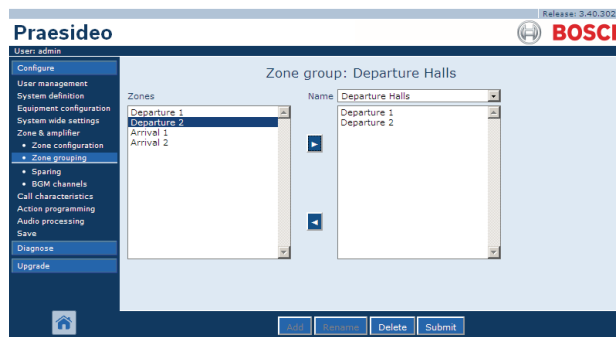 Release: 3.40.302
Praesideo
BOSCH
User: admin
Configure
User management
System definition
Equipment configuration
System wide settings
Zone & amplifier
• Zone configuration
• Zone grouping
• Sparing
• BGM channels
Call characteristics
Action programming
Audio processing
Save
Diagnose
Upgrade
Zone group: Departure Halls
Zones
Name Departure Halls
Departure 1
Departure 2
Arrival 1
Arrival 2
Departure 1
Departure 2
Add Rename Delete Submit